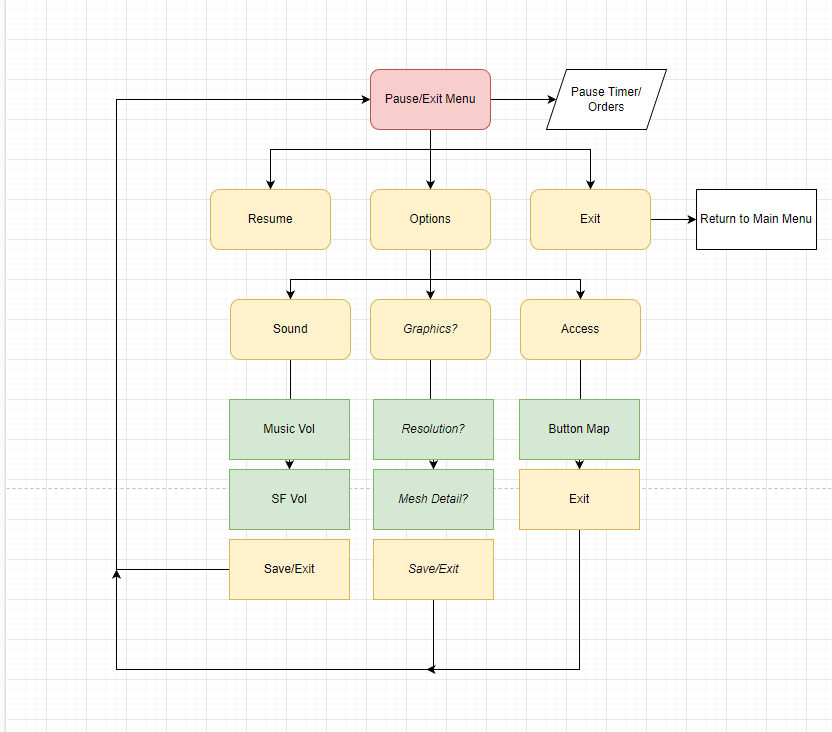 Pause/Exit Menu
Pause Timer/
Orders
Resume
Options
Exit
Return to Main Menu
Sound
Graphics?
Access
Music Vol
Resolution?
Button Map
SF Vol
Mesh Detail?
Exit
Save/Exit
Save/Exit